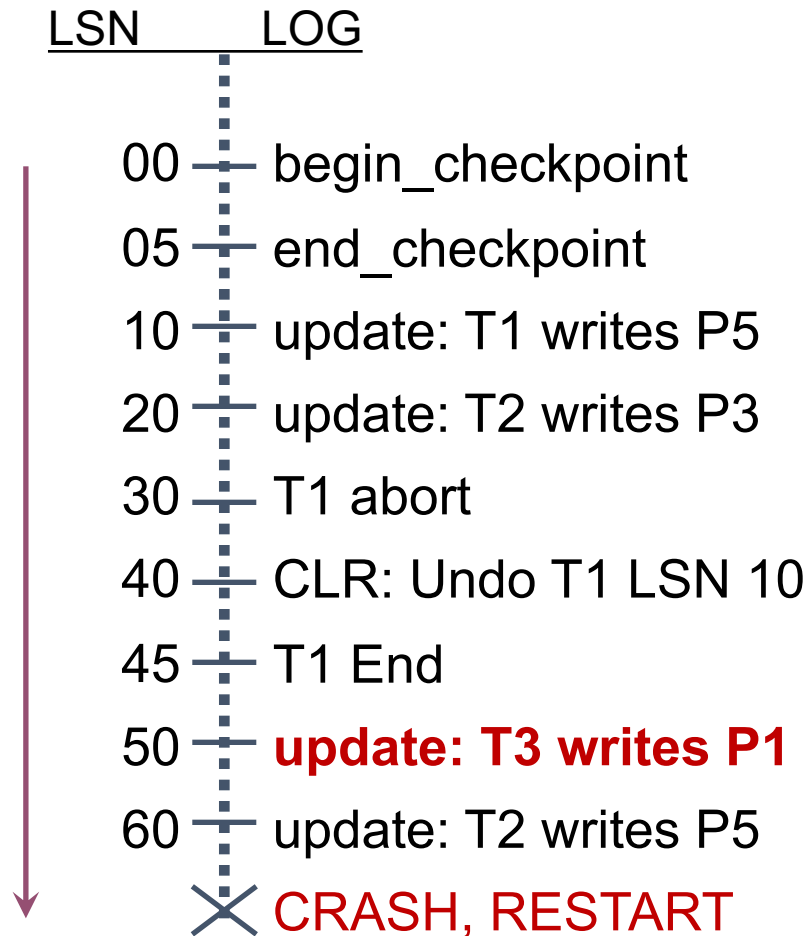 LSN LOG
00 begin_checkpoint
05 end_checkpoint
10 update: T1 writes P5
20 update: T2 writes P3
30 T1 abort
40 CLR: Undo T1 LSN 10
45 T1 End
50 update: T3 writes P1
60 update: T2 writes P5
CRASH, RESTART